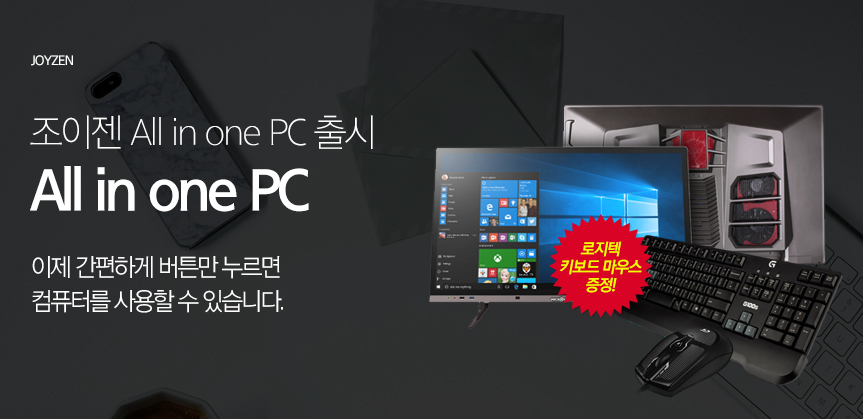 JOYZEN
조이젠 All in one PC 출시
All in one PC
이제 간편하게 버튼만 누르면
컴퓨터를 사용할 수 있습니다.
로지텍
키보드 마우스
증정!
G100s